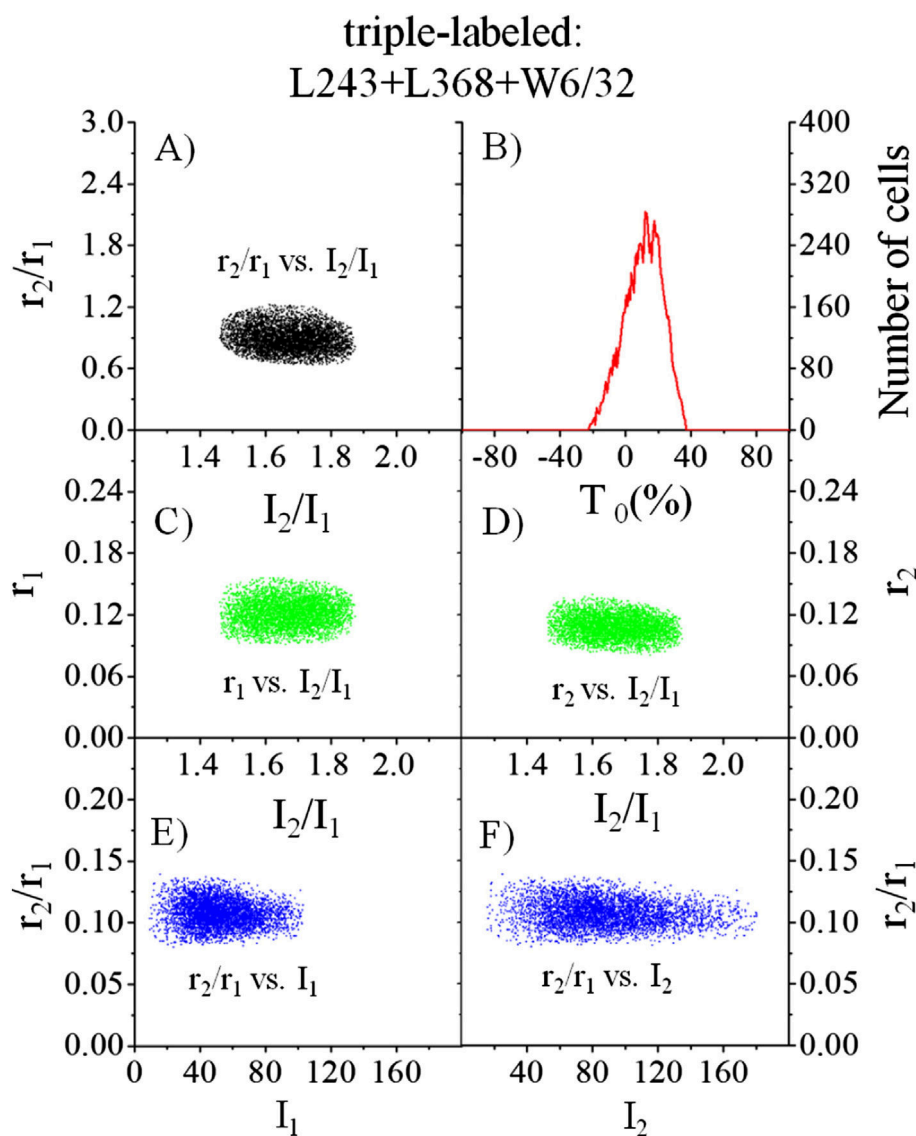 triple-labeled:
L243+L368+W6/32
A)
3.0
2.4
1.8
1.2
0.6
0.0
r₂/r₁
r₂/r₁ vs. I₂/I₁
1.4 1.6 1.8 2.0
I₂/I₁
B)
400
320
240
160
80
0
Number of cells
-80 -40 0 40 80
T₀(%)
C)
0.24
0.18
0.12
0.06
0.00
r₁
r₁ vs. I₂/I₁
1.4 1.6 1.8 2.0
I₂/I₁
D)
0.24
0.18
0.12
0.06
0.00
r₂
r₂ vs. I₂/I₁
1.4 1.6 1.8 2.0
I₂/I₁
E)
0.20
0.15
0.10
0.05
0.00
r₂/r₁
r₂/r₁ vs. I₁
0 40 80 120 160
I₁
F)
0.20
0.15
0.10
0.05
0.00
r₂/r₁
r₂/r₁ vs. I₂
40 80 120 160
I₂